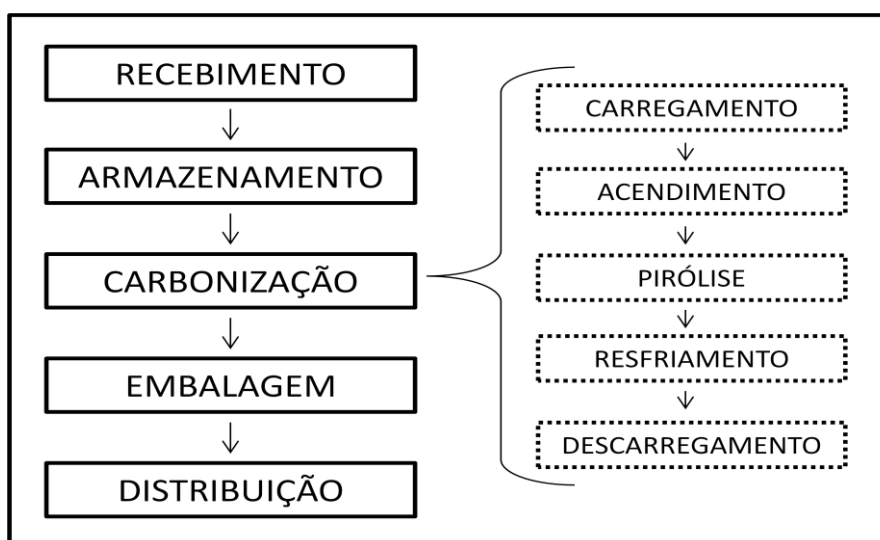 RECEBIMENTO
ARMAZENAMENTO
CARBONIZAÇÃO
EMBALAGEM
DISTRIBUIÇÃO
CARREGAMENTO
ACENDIMENTO
PIRÓLISE
RESFRIAMENTO
DESCARREGAMENTO